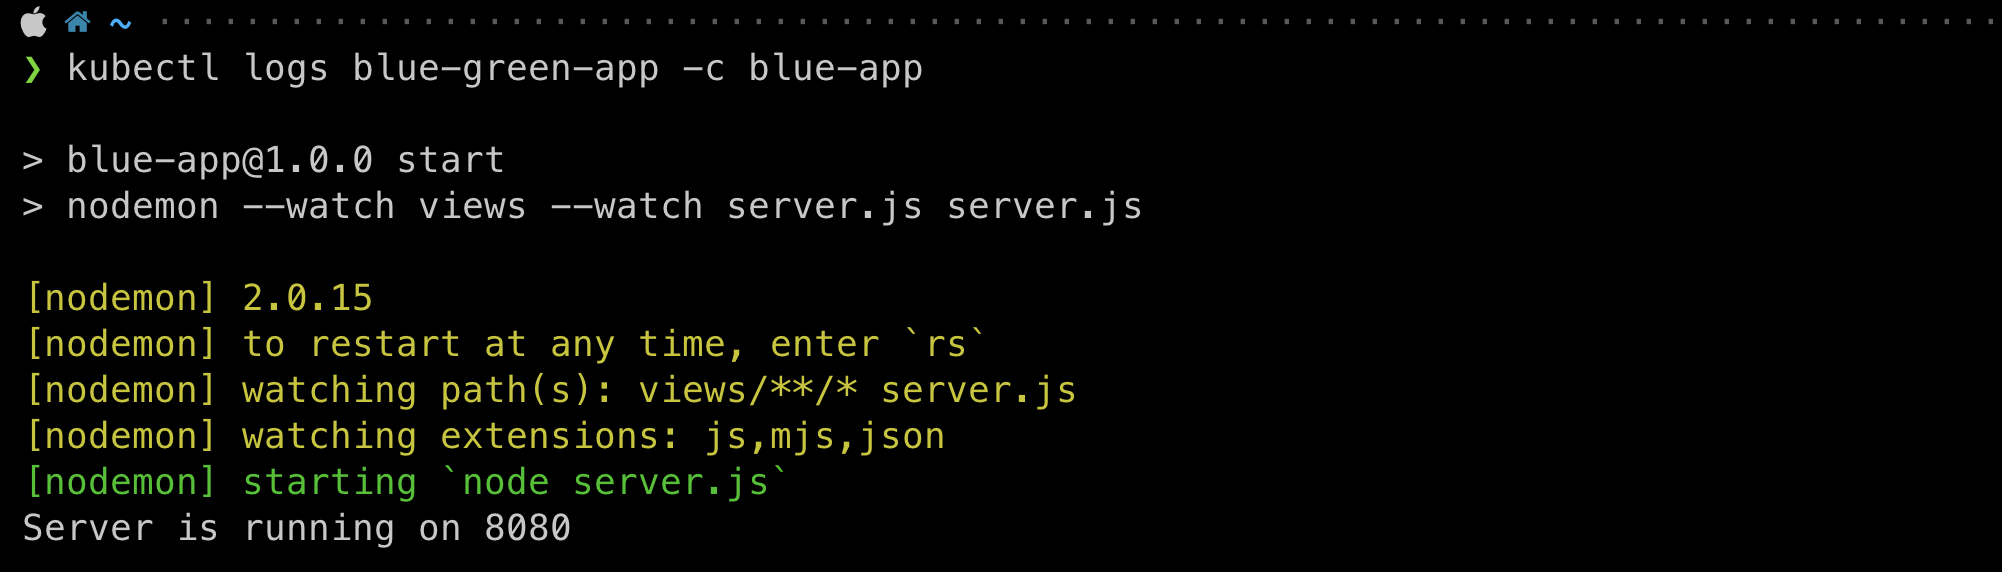 ~
❯ kubectl logs blue-green-app -c blue-app
> blue-app@1.0.0 start
> nodemon --watch views --watch server.js server.js
[nodemon] 2.0.15
[nodemon] to restart at any time, enter `rs`
[nodemon] watching path(s): views/**/* server.js
[nodemon] watching extensions: js,mjs,json
[nodemon] starting `node server.js`
Server is running on 8080